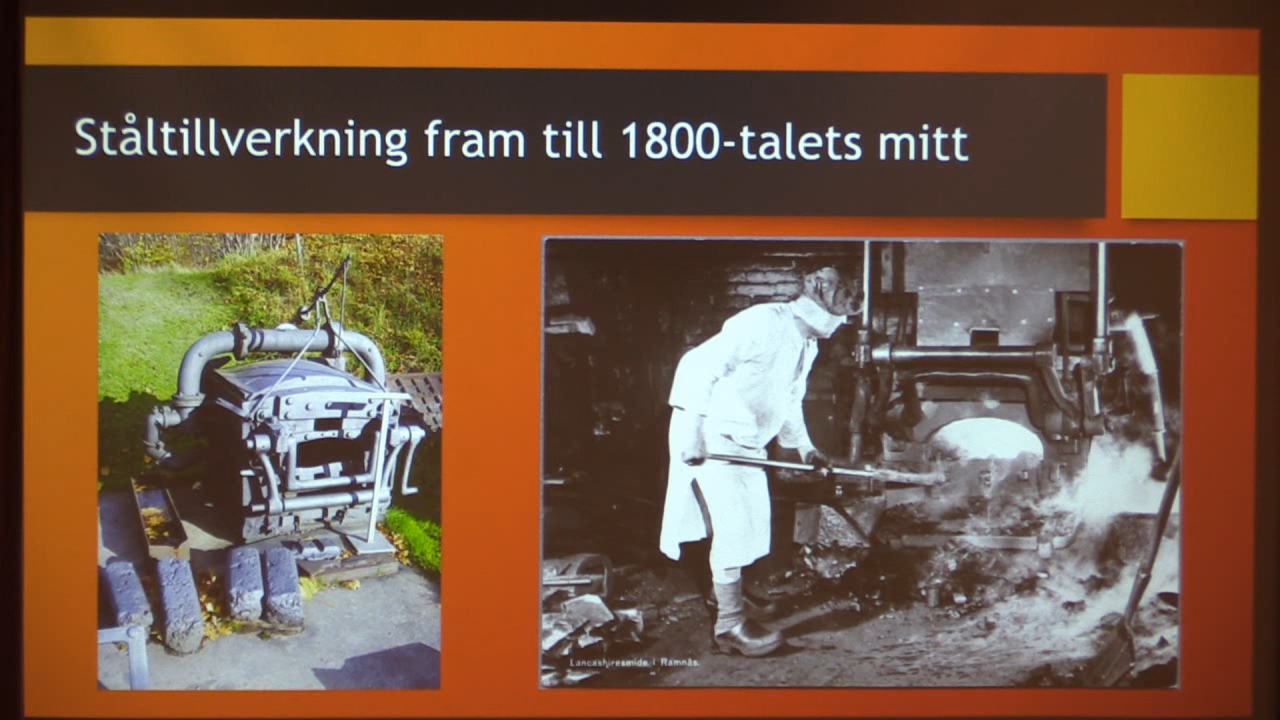 Ståltillverkning fram till 1800-talets mitt
Lancashiresmide i Ramnäs.